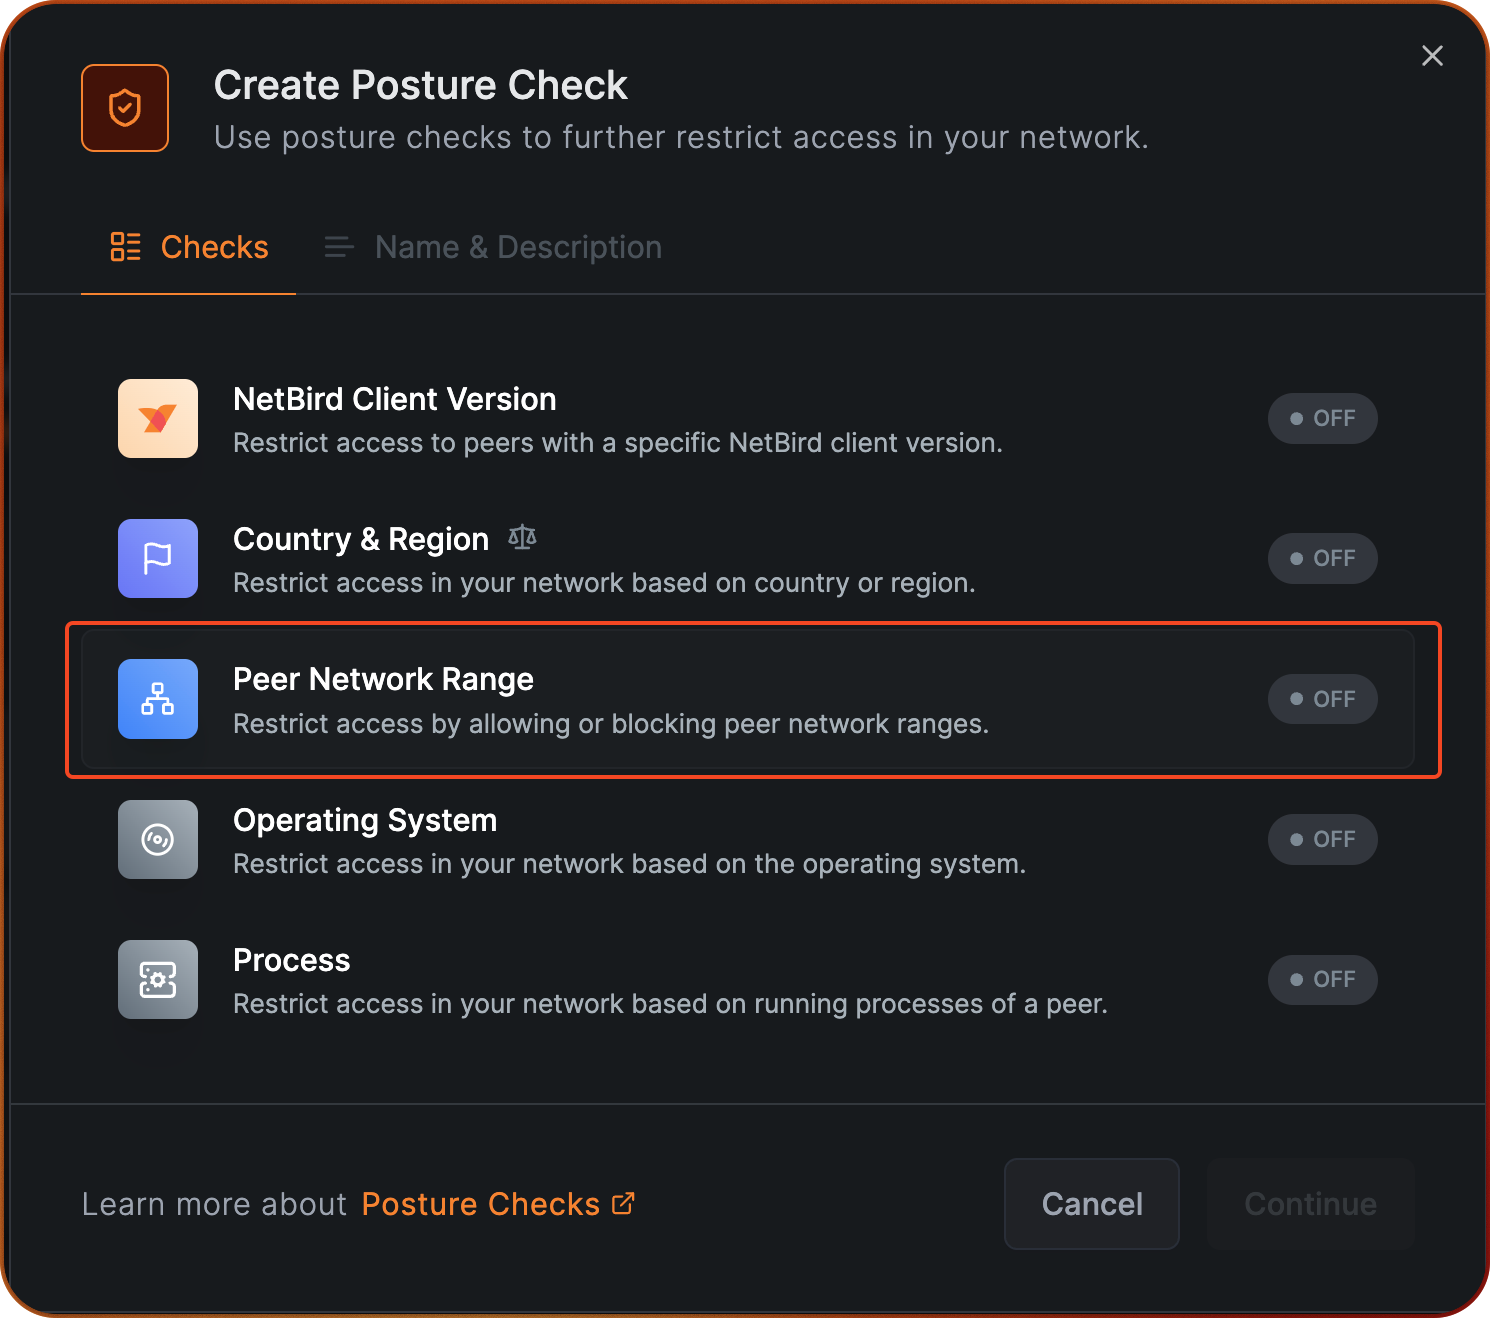 Create Posture Check
Use posture checks to further restrict access in your network.
Checks
Name & Description
NetBird Client Version
Restrict access to peers with a specific NetBird client version.
OFF
Country & Region
Restrict access in your network based on country or region.
OFF
Peer Network Range
Restrict access by allowing or blocking peer network ranges.
OFF
Operating System
Restrict access in your network based on the operating system.
OFF
Process
Restrict access in your network based on running processes of a peer.
OFF
Learn more about Posture Checks
Cancel
Continue